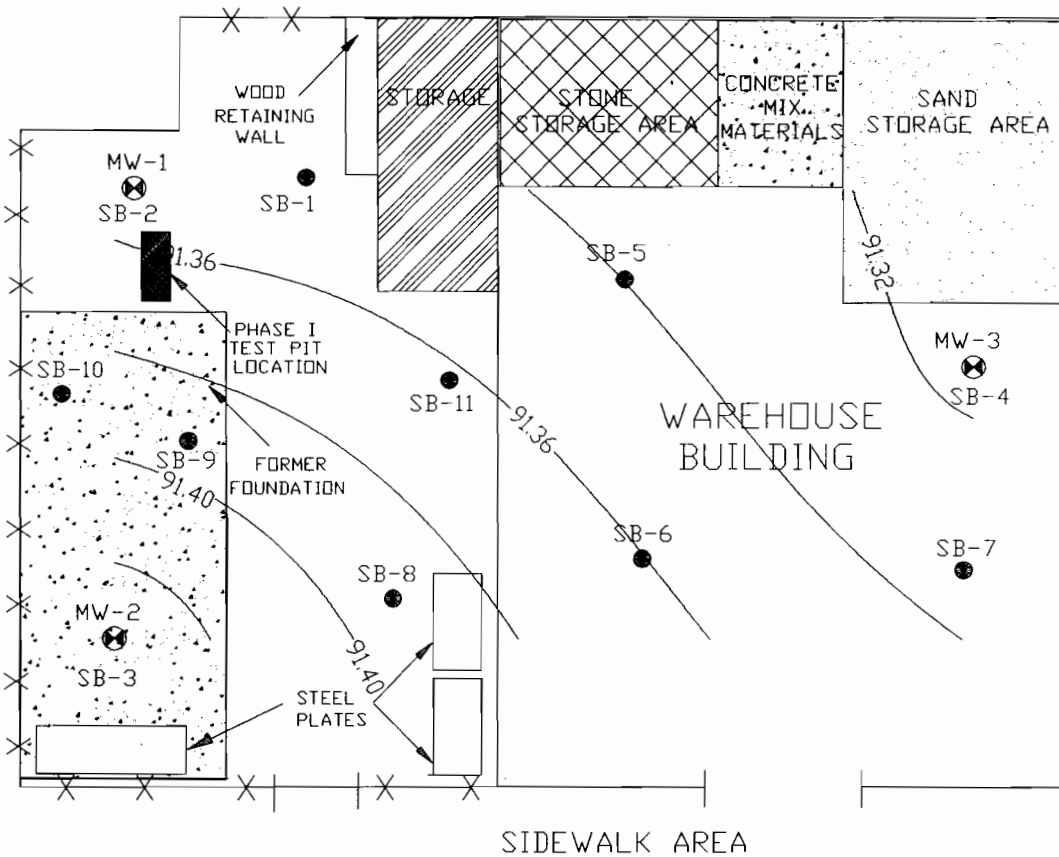 WOOD
RETAINING
WALL
STORAGE
STONE
STORAGE AREA
CONCRETE
MIX
MATERIALS
SAND
STORAGE AREA
MW-1
SB-2
SB-1
91.36
SB-5
91.32
PHASE I
TEST PIT
LOCATION
MW-3
SB-4
SB-10
SB-11
91.36
WAREHOUSE
BUILDING
SB-9
91.40
FORMER
FOUNDATION
SB-6
SB-7
SB-8
MW-2
SB-3
91.40
STEEL
PLATES
SIDEWALK AREA